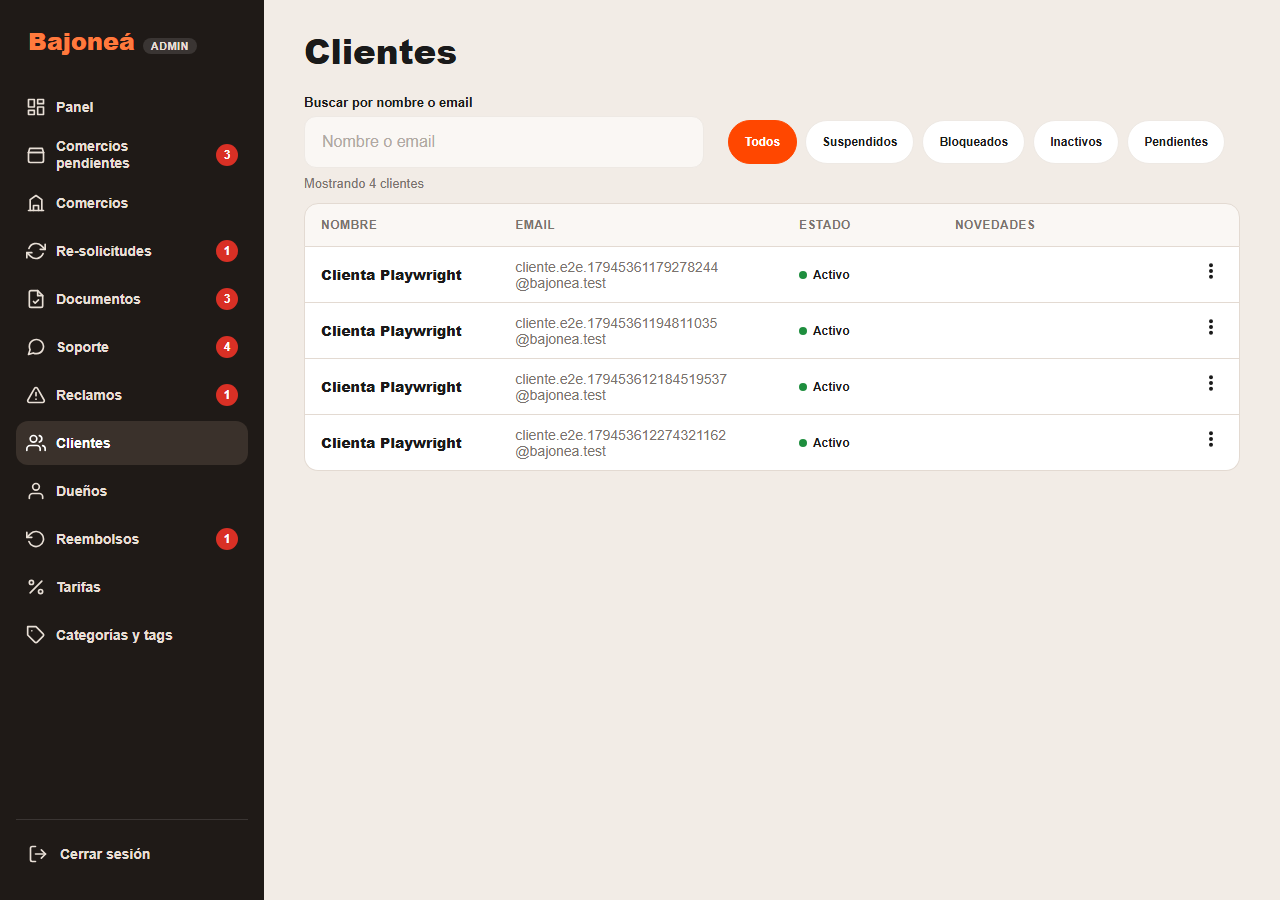 Bajoneá ADMIN
Panel
Comercios
pendientes
3
Comercios
Re-solicitudes 1
Documentos 3
Soporte 4
Reclamos 1
Clientes
Dueños
Reembolsos 1
Tarifas
Categorías y tags
Cerrar sesión
Clientes
Buscar por nombre o email
Nombre o email
Todos Suspendidos Bloqueados Inactivos Pendientes
Mostrando 4 clientes
NOMBRE EMAIL ESTADO NOVEDADES
Clienta Playwright cliente.e2e.17945361179278244 Activo
@bajonea.test
Clienta Playwright cliente.e2e.17945361194811035 Activo
@bajonea.test
Clienta Playwright cliente.e2e.179453612184519537 Activo
@bajonea.test
Clienta Playwright cliente.e2e.179453612274321162 Activo
@bajonea.test